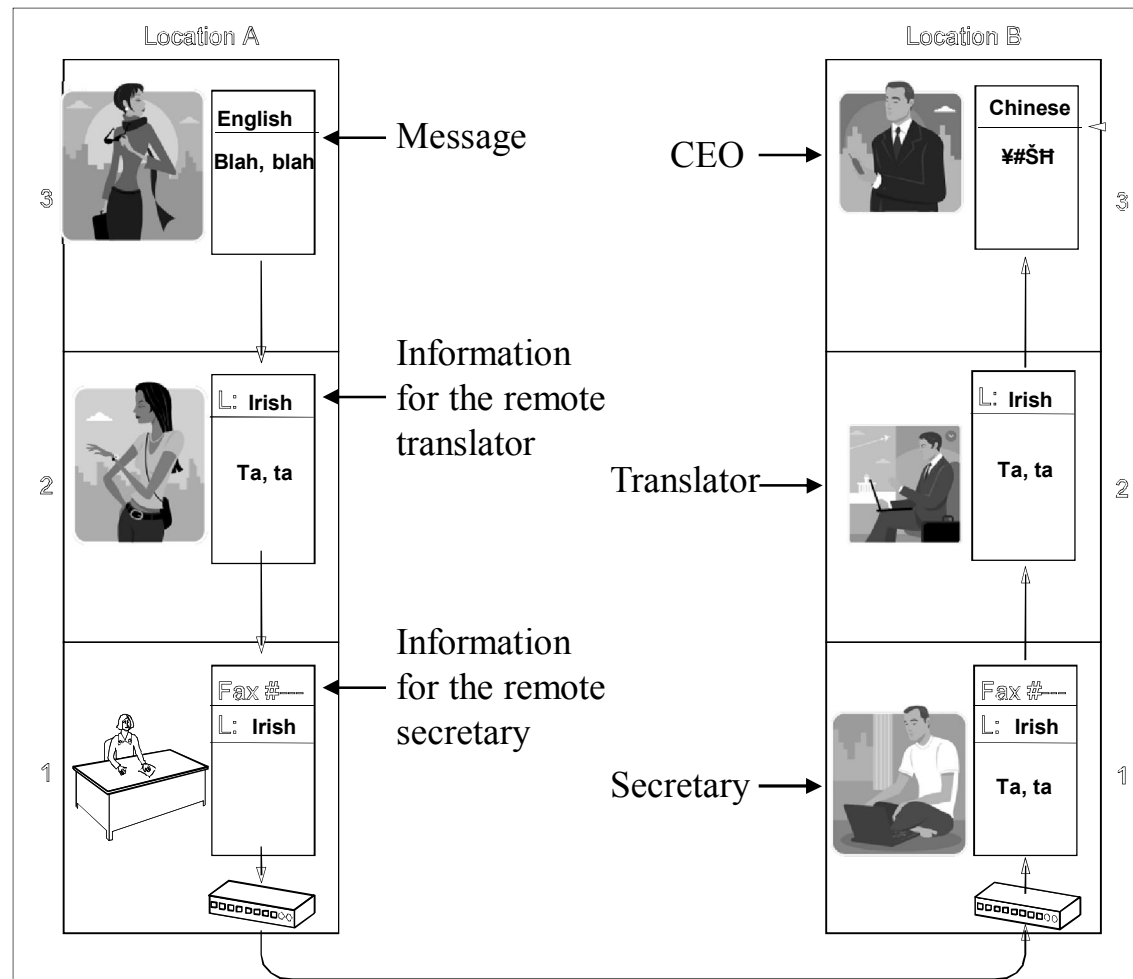 Location A
Location B
English
Blah, blah
Message
CEO
Chinese
¥#ŠĦ
3
3
L: Irish
Ta, ta
Information
for the remote
translator
Translator
L: Irish
Ta, ta
2
2
Fax #---
L: Irish
Information
for the remote
secretary
Secretary
Fax #---
L: Irish
Ta, ta
1
1